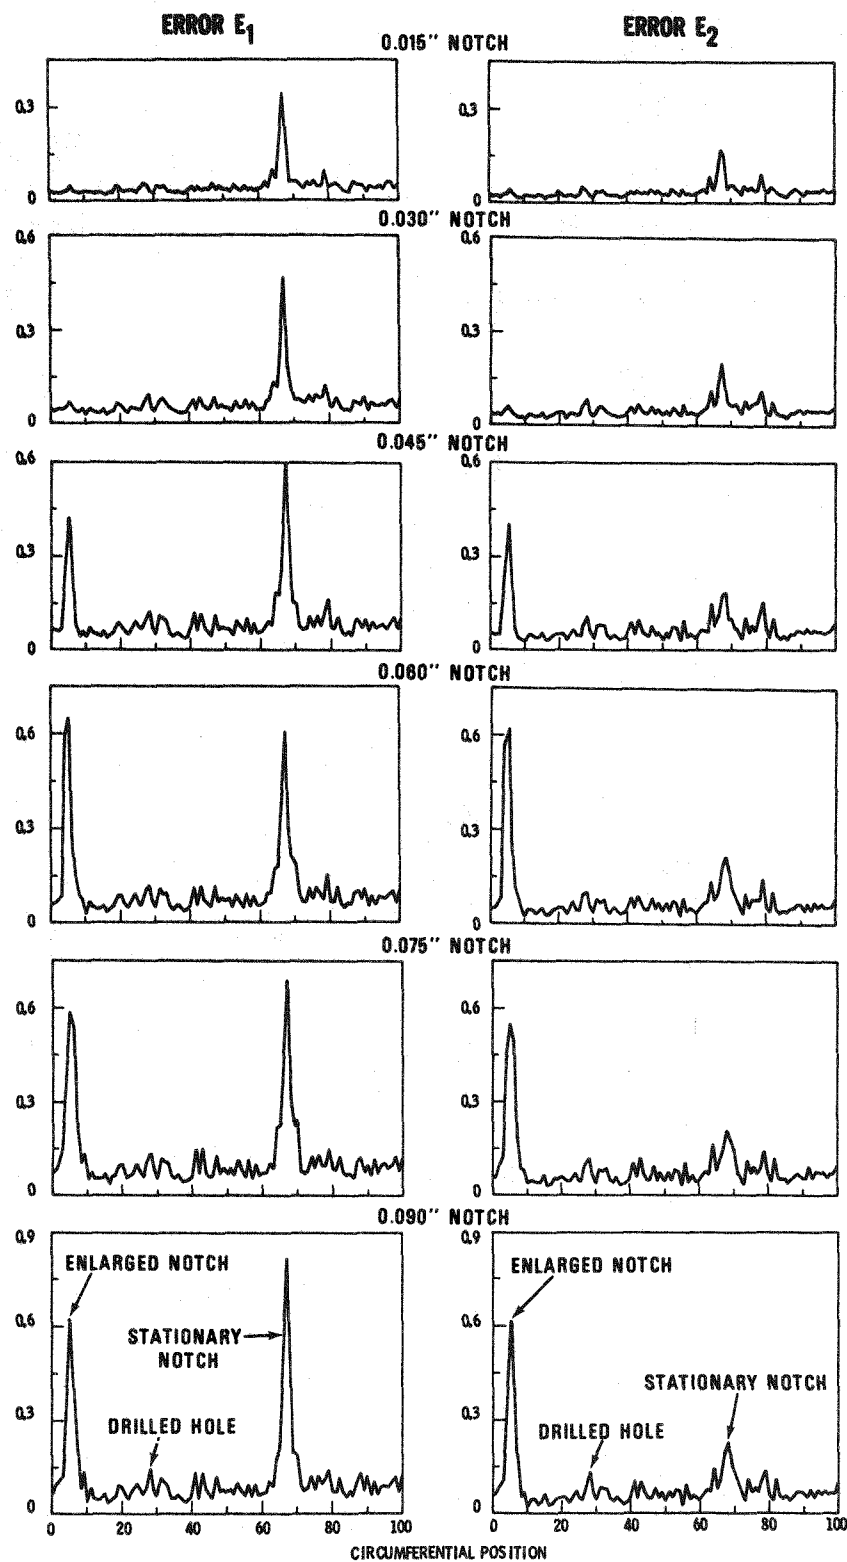 ERROR E1
ERROR E2
0.015" NOTCH
0.3
0
0.3
0
0.030" NOTCH
0.6
0.3
0
0.6
0.3
0
0.045" NOTCH
0.6
0.3
0
0.6
0.3
0
0.060" NOTCH
0.6
0.3
0
0.6
0.3
0
0.075" NOTCH
0.6
0.3
0
0.6
0.3
0
0.090" NOTCH
0.9
0.6
0.3
0
ENLARGED NOTCH
STATIONARY
NOTCH
DRILLED HOLE
0.9
0.6
0.3
0
ENLARGED NOTCH
STATIONARY NOTCH
DRILLED HOLE
0 20 40 60 80 100
0 20 40 60 80 100
CIRCUMFERENTIAL POSITION